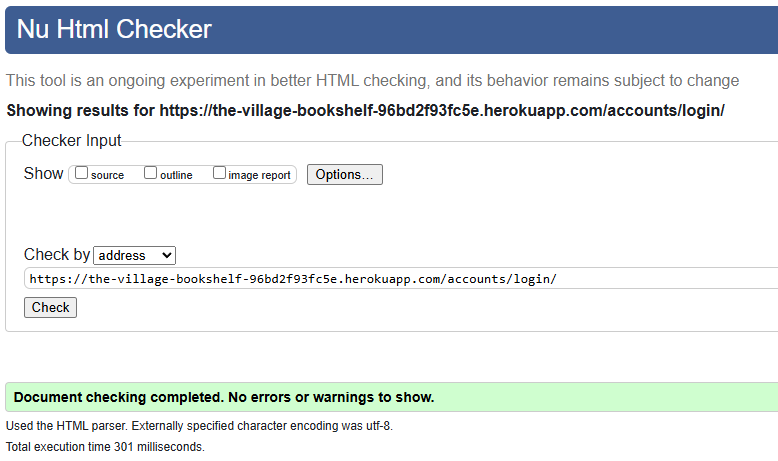 Nu Html Checker
This tool is an ongoing experiment in better HTML checking, and its behavior remains subject to change
Showing results for https://the-village-bookshelf-96bd2f93fc5e.herokuapp.com/accounts/login/
Checker Input
Show source outline image report Options...
Check by address
https://the-village-bookshelf-96bd2f93fc5e.herokuapp.com/accounts/login/
Check
Document checking completed. No errors or warnings to show.
Used the HTML parser. Externally specified character encoding was utf-8.
Total execution time 301 milliseconds.